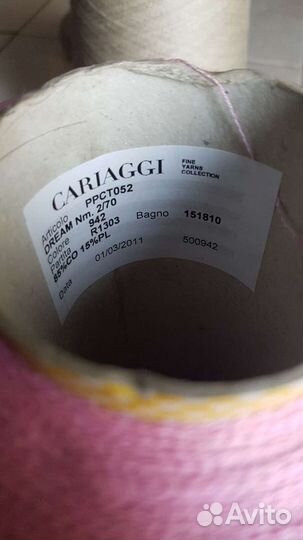 CARIAGGI
FINE
YARNS
COLLECTION
Articolo PPCT052
DREAM Nm. 2/70
Colore 942
Partita R1303 Bagno 151810
85%CO 15%PL
Data 01/03/2011 500942
Avito